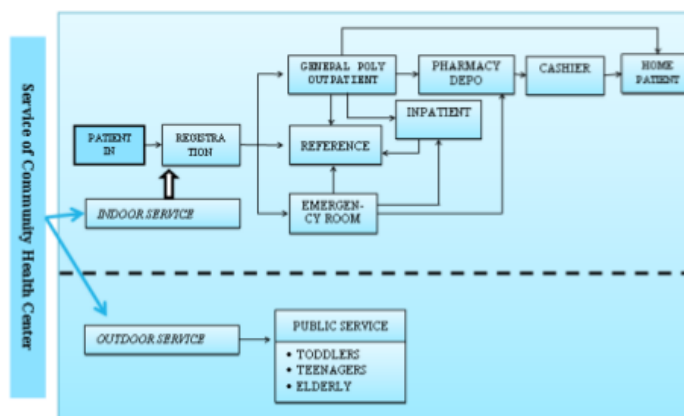 Service of Community Health Center
GENERAL POLY
OUTPATIENT
PHARMACY
DEPO
CASHIER
HOME
PATIENT
INPATIENT
PATIENT
IN
REGISTRA
TION
REFERENCE
INDOOR SERVICE
EMERGEN-
CY ROOM
OUTDOOR SERVICE
PUBLIC SERVICE
• TODDLERS
• TEENAGERS
• ELDERLY